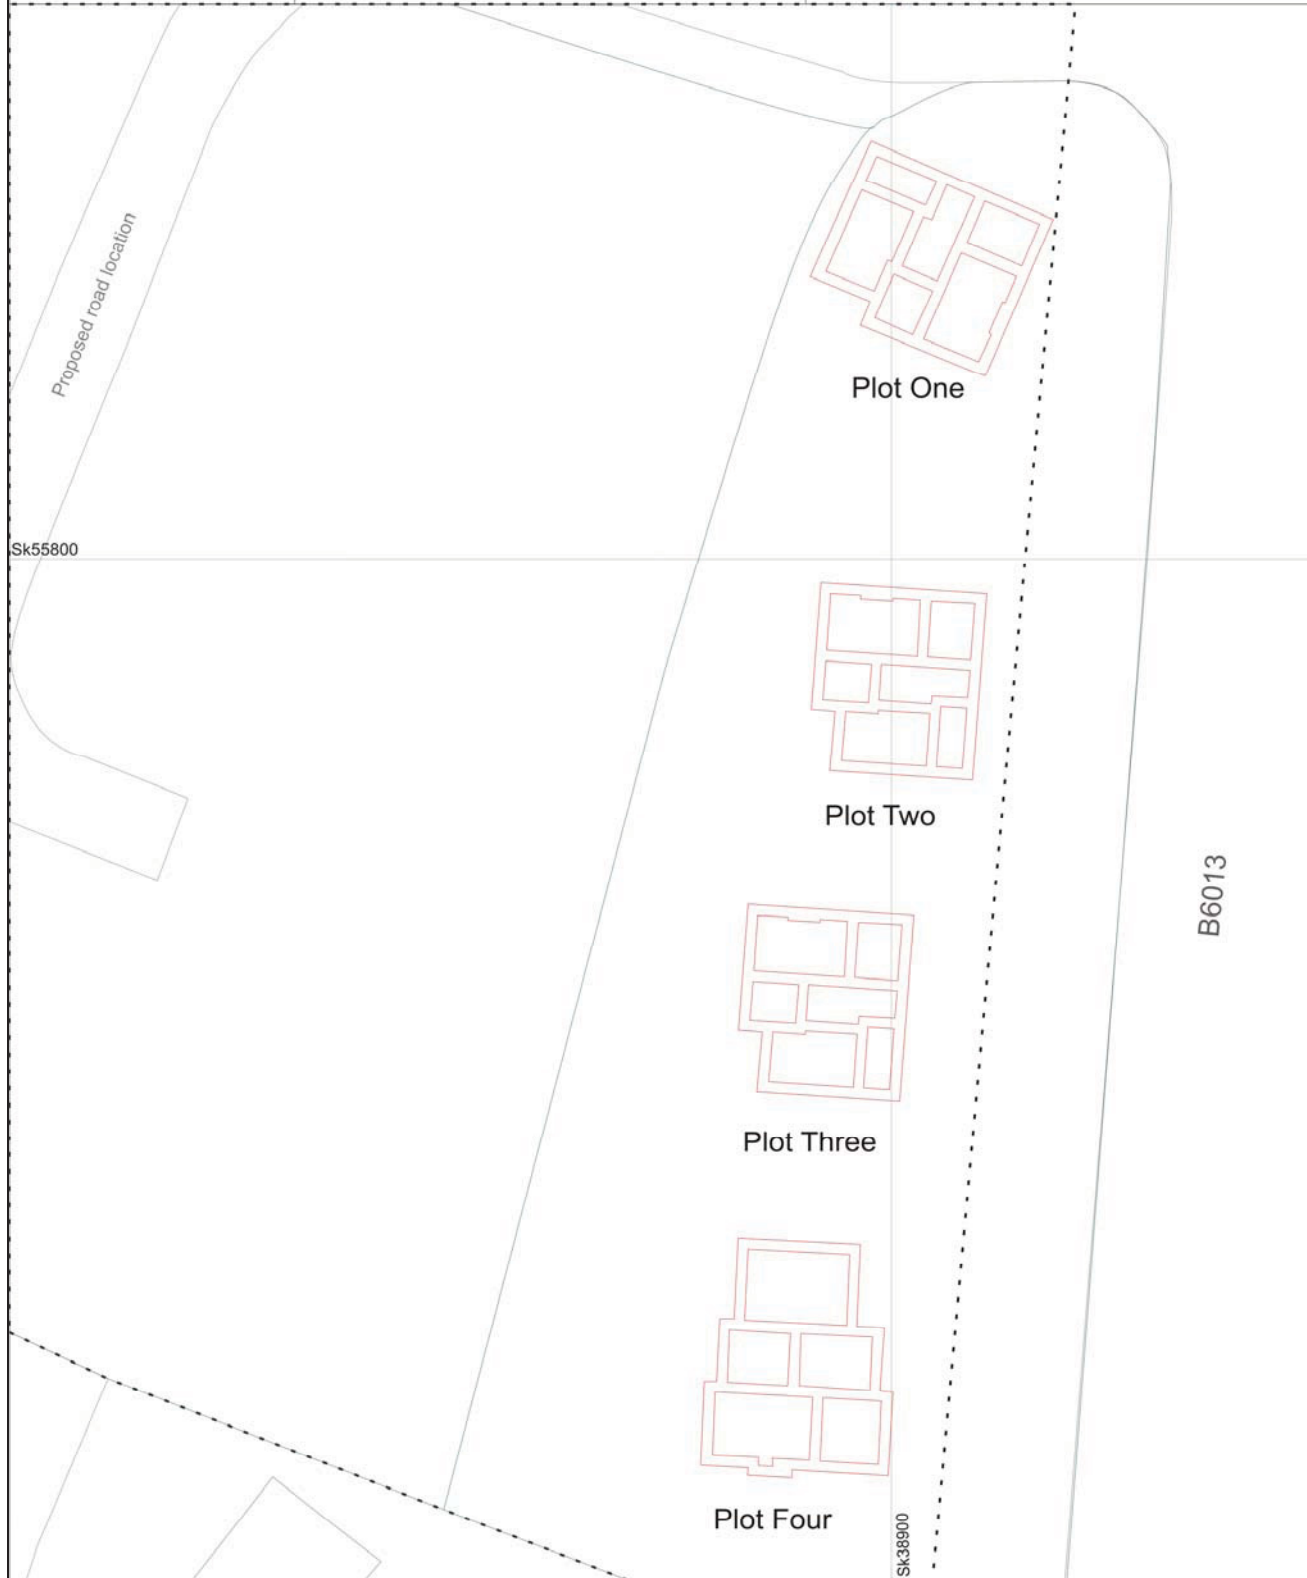 Proposed road location
Plot One
Sk55800
Plot Two
B6013
Plot Three
Plot Four
Sk38900